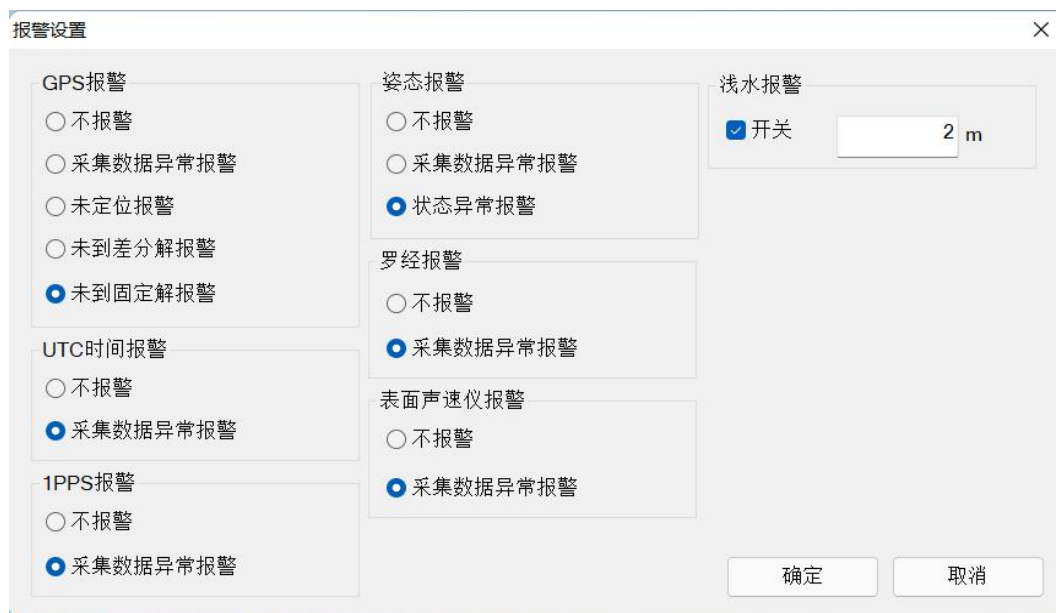 报警设置
GPS报警
不报警
采集数据异常报警
未定位报警
未到差分解报警
未到固定解报警
UTC时间报警
不报警
采集数据异常报警
1PPS报警
不报警
采集数据异常报警
姿态报警
不报警
采集数据异常报警
状态异常报警
罗经报警
不报警
采集数据异常报警
表面声速仪报警
不报警
采集数据异常报警
浅水报警
开关 2 m
确定 取消